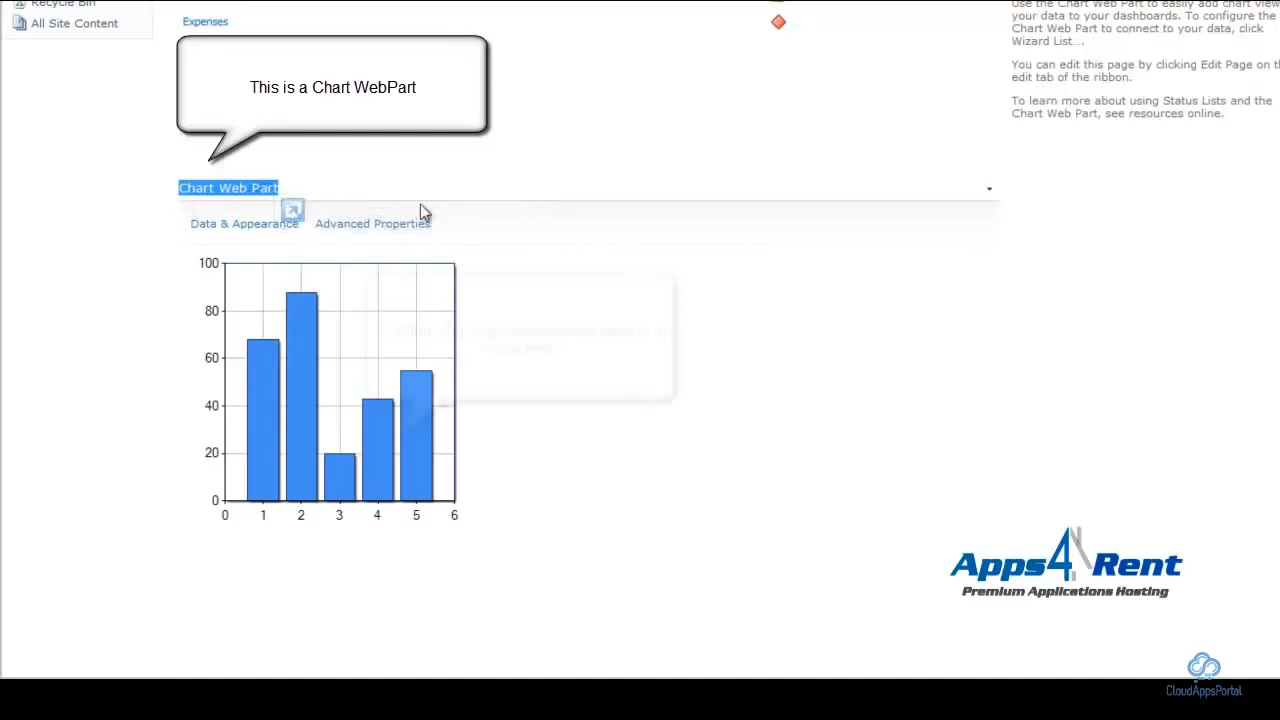 Recycle Bin
All Site Content
Expenses
Use the Chart Web Part to easily add chart view
your data to your dashboards. To configure the
Chart Web Part to connect to your data, click
Wizard List...
You can edit this page by clicking Edit Page on th
edit tab of the ribbon.
To learn more about using Status Lists and the
Chart Web Part, see resources online.
This is a Chart WebPart
Chart Web Part
Data & Appearance
Advanced Properties
100
80
60
40
20
0
0 1 2 3 4 5 6
Apps4Rent
Premium Applications Hosting
CloudAppsPortal